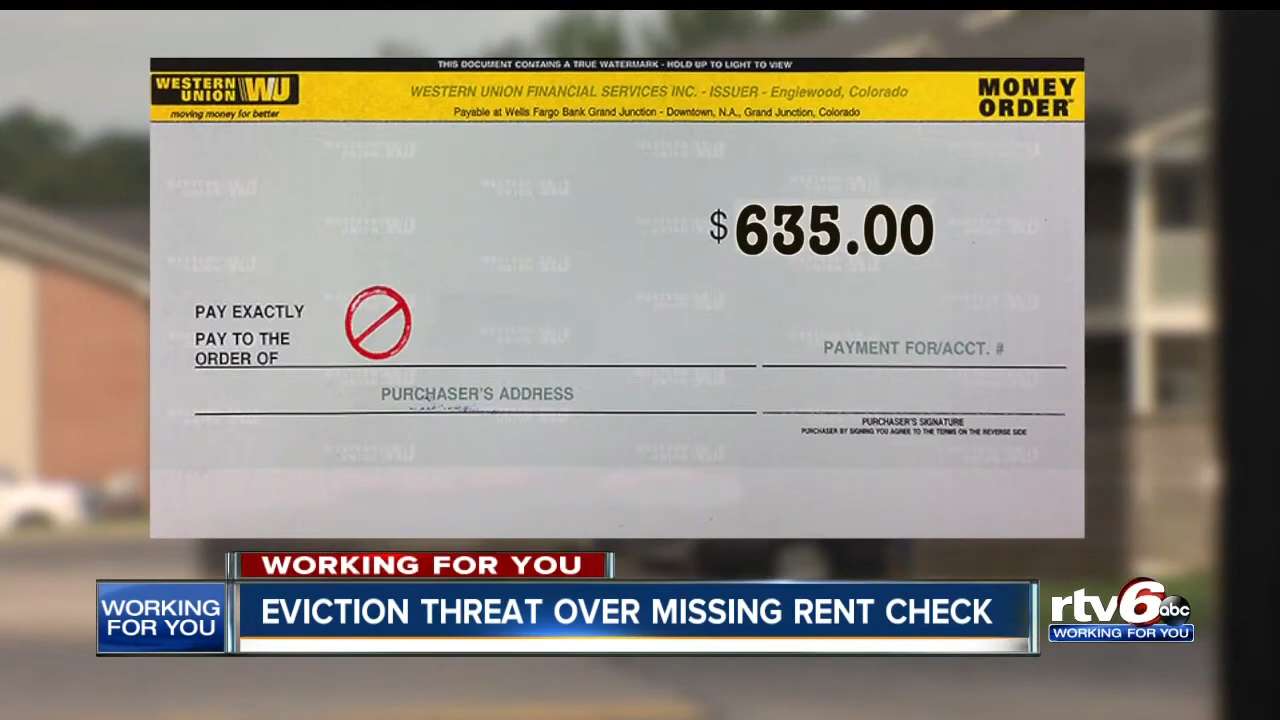 THIS DOCUMENT CONTAINS A TRUE WATERMARK - HOLD UP TO LIGHT TO VIEW
WESTERN UNION WU
moving money for better
WESTERN UNION FINANCIAL SERVICES INC. - ISSUER - Englewood, Colorado
Payable at Wells Fargo Bank Grand Junction - Downtown, N.A., Grand Junction, Colorado
MONEY
ORDER
$635.00
PAY EXACTLY
PAY TO THE
ORDER OF
PAYMENT FOR/ACCT. #
PURCHASER'S ADDRESS
PURCHASER'S SIGNATURE
PURCHASER BY SIGNING YOU AGREE TO THE TERMS ON THE REVERSE SIDE
WORKING FOR YOU
WORKING
FOR YOU
EVICTION THREAT OVER MISSING RENT CHECK
rtv6 abc
WORKING FOR YOU